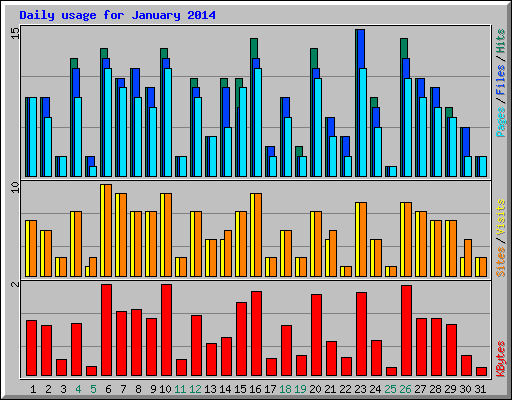 Daily usage for January 2014
15
10
2
Pages / Files / Hits
Sites / Visits
KBytes
1 2 3 4 5 6 7 8 9 10 11 12 13 14 15 16 17 18 19 20 21 22 23 24 25 26 27 28 29 30 31